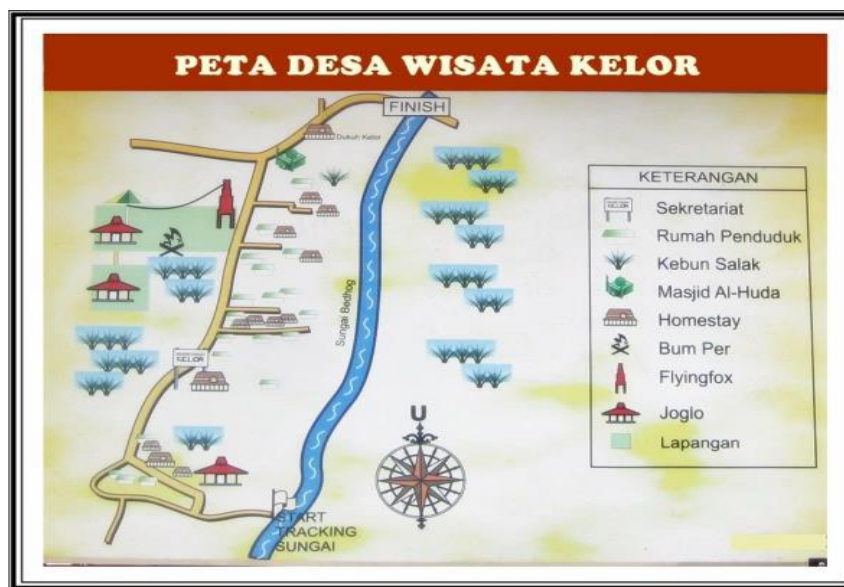 PETA DESA WISATA KELOR
FINISH
Dukuh Kelor
Sungai Bedhog
KELOR
U
START
TRACKING
SUNGAI
KETERANGAN
KELOR
Sekretariat
Rumah Penduduk
Kebun Salak
Masjid Al-Huda
Homestay
Bum Per
Flyingfox
Joglo
Lapangan